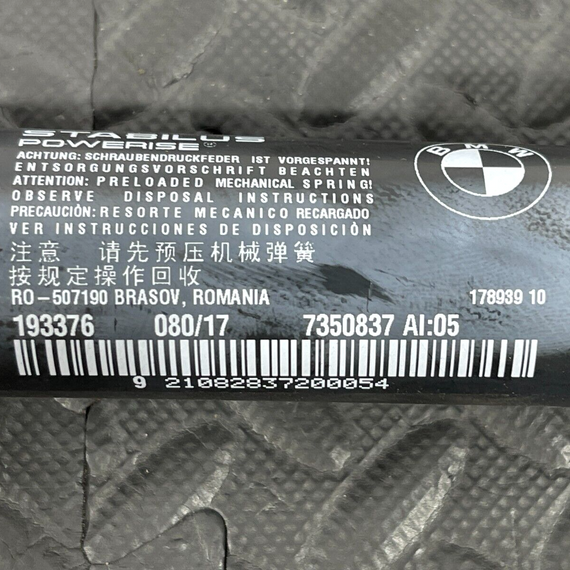 STABILUS
POWERISE®
ACHTUNG: SCHRAUBENDRUCKFEDER IST VORGESPANNT!
ENTSORGUNGSVORSCHRIFT BEACHTEN
ATTENTION: PRELOADED MECHANICAL SPRING!
OBSERVE DISPOSAL INSTRUCTIONS
PRECAUCIÓN: RESORTE MECANICO RECARGADO
VER INSTRUCCIONES DE DISPOSICIÓN
注意 请先预压机械弹簧
按规定操作回收
RO-507190 BRASOV, ROMANIA 178939 10
193376 080/17 7350837 AI:05
9 21082837200054
BMW